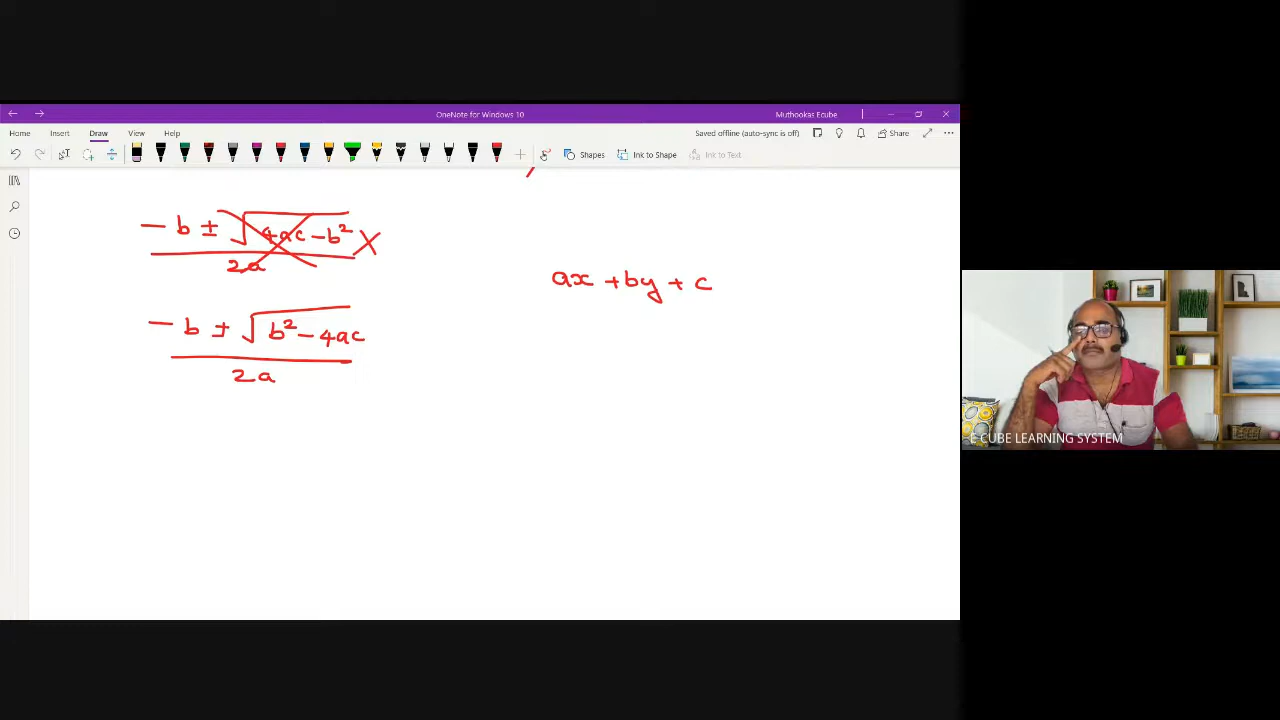 OneNote for Windows 10
Muthookas Ecube
Home Insert Draw View Help
Saved offline (auto-sync is off) Share
Shapes Ink to Shape Ink to Text
− b ± √4ac − b² X
2a
ax + by + c
− b ± √b² − 4ac
2a
E CUBE LEARNING SYSTEM